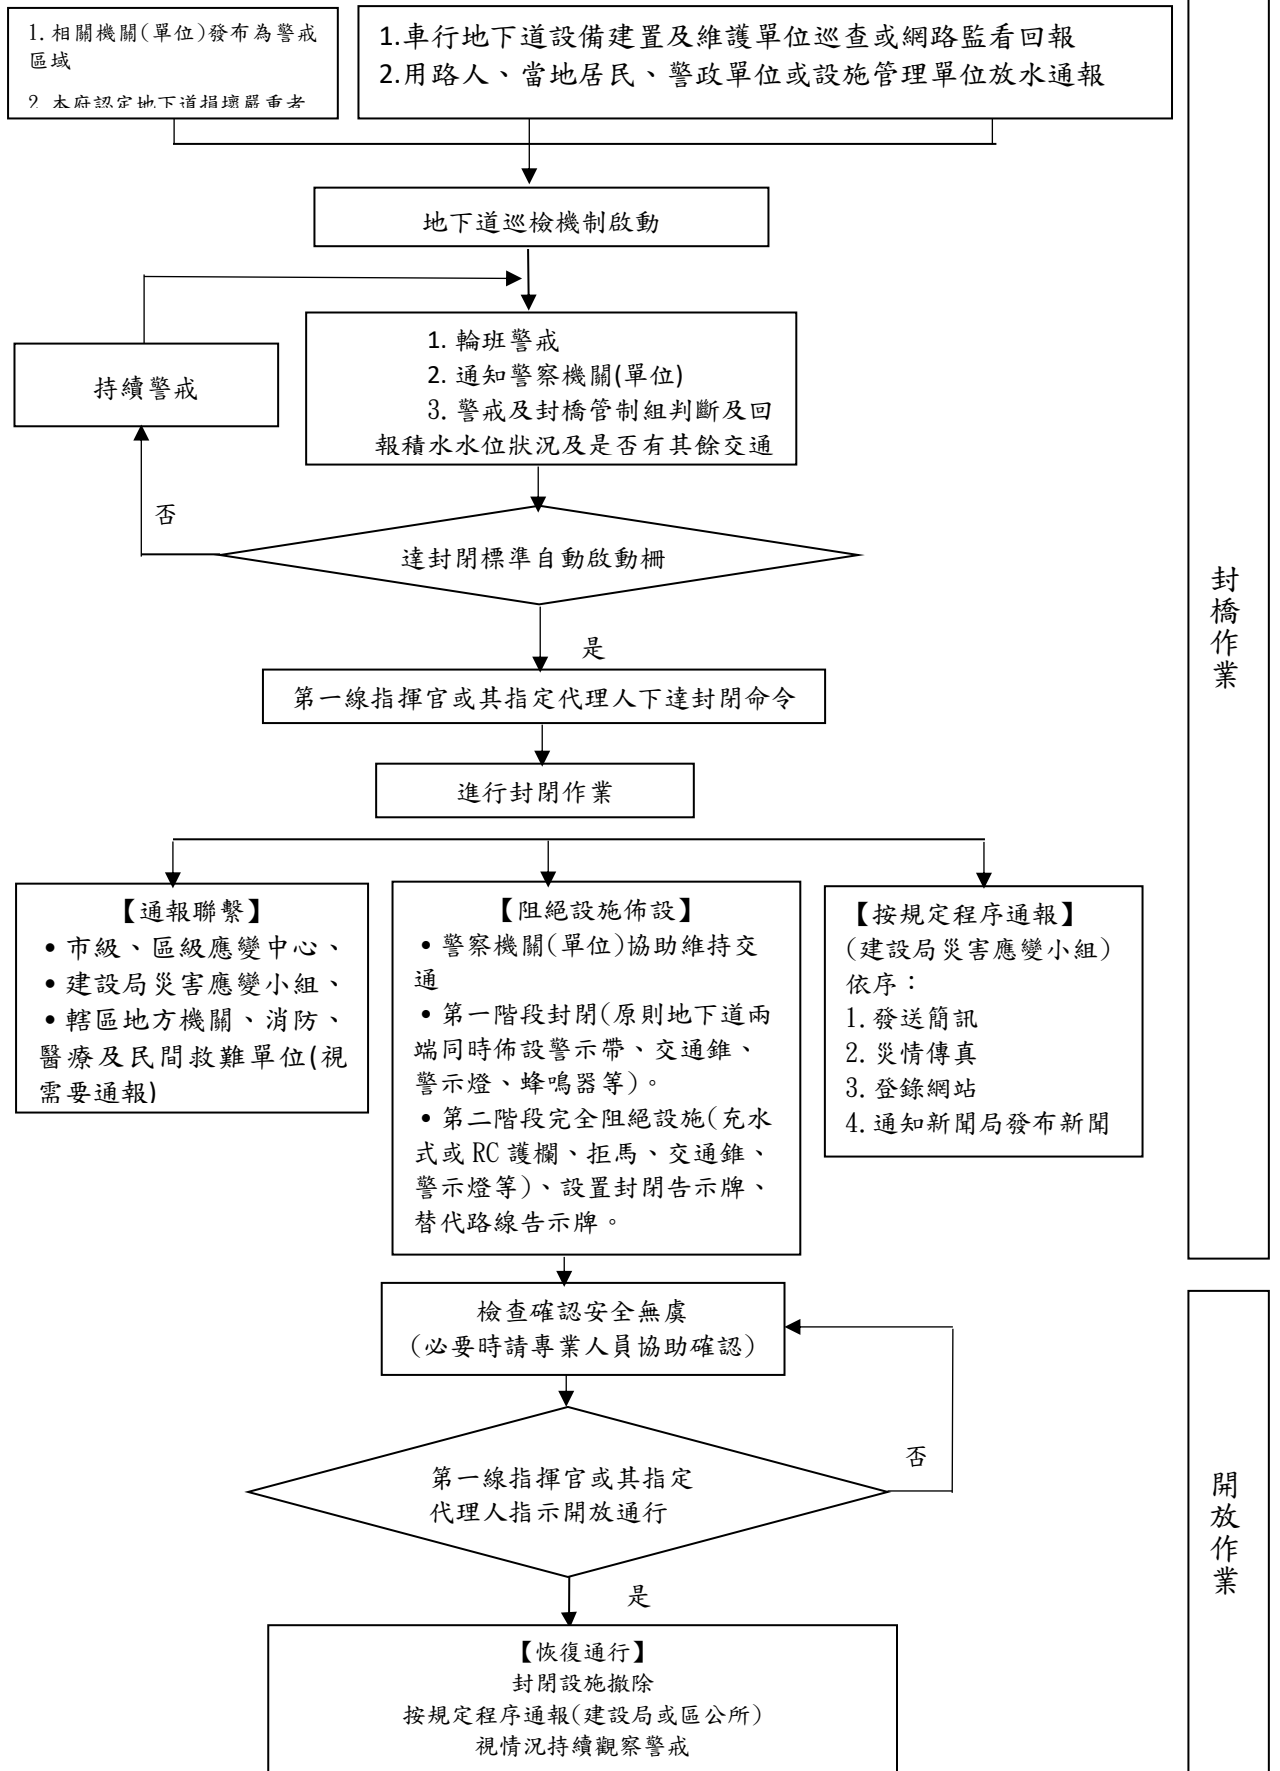 1.相關機關(單位)發布為警戒
區域
2.本府認定地下道損壞嚴重者
1.車行地下道設備建置及維護單位巡查或網路監看回報
2.用路人、當地居民、警政單位或設施管理單位放水通報
地下道巡檢機制啟動
1. 輪班警戒
2. 通知警察機關(單位)
3. 警戒及封橋管制組判斷及回
報積水水位狀況及是否有其餘交通
持續警戒
否
達封閉標準自動啟動柵
是
第一線指揮官或其指定代理人下達封閉命令
進行封閉作業
【通報聯繫】
•市級、區級應變中心、
•建設局災害應變小組、
•轄區地方機關、消防、
醫療及民間救難單位(視
需要通報)
【阻絕設施佈設】
•警察機關(單位)協助維持交
通
•第一階段封閉(原則地下道兩
端同時佈設警示帶、交通錐、
警示燈、蜂鳴器等)。
•第二階段完全阻絕設施(充水
式或 RC 護欄、拒馬、交通錐、
警示燈等)、設置封閉告示牌、
替代路線告示牌。
【按規定程序通報】
(建設局災害應變小組)
依序：
1.發送簡訊
2.災情傳真
3.登錄網站
4.通知新聞局發布新聞
封橋作業
檢查確認安全無虞
(必要時請專業人員協助確認)
第一線指揮官或其指定
代理人指示開放通行
否
是
【恢復通行】
封閉設施撤除
按規定程序通報(建設局或區公所)
視情況持續觀察警戒
開放作業